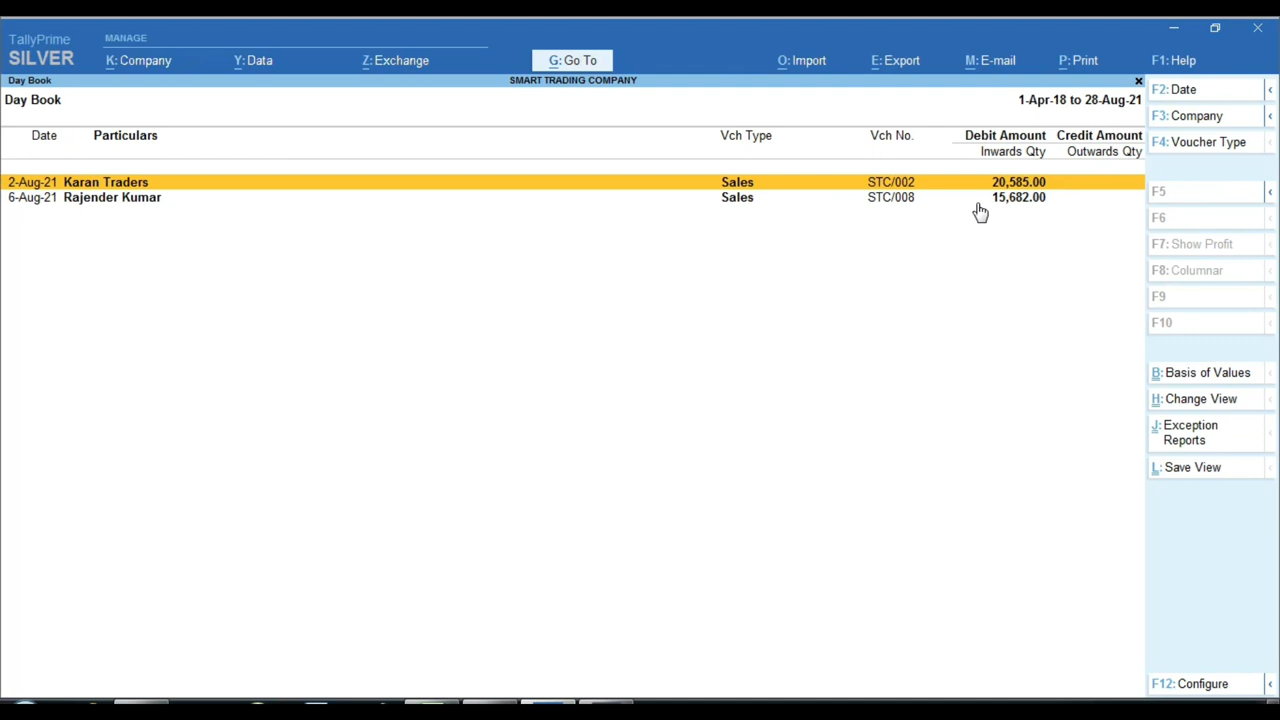 TallyPrime
SILVER
MANAGE
K: Company
Y: Data
Z: Exchange
G: Go To
O: Import
E: Export
M: E-mail
P: Print
F1: Help
Day Book
SMART TRADING COMPANY
Day Book
1-Apr-18 to 28-Aug-21
Date Particulars Vch Type Vch No. Debit Amount Credit Amount
Inwards Qty Outwards Qty
2-Aug-21 Karan Traders Sales STC/002 20,585.00
6-Aug-21 Rajender Kumar Sales STC/008 15,682.00
F2: Date
F3: Company
F4: Voucher Type
F5
F6
F7: Show Profit
F8: Columnar
F9
F10
B: Basis of Values
H: Change View
J: Exception
Reports
L: Save View
F12: Configure